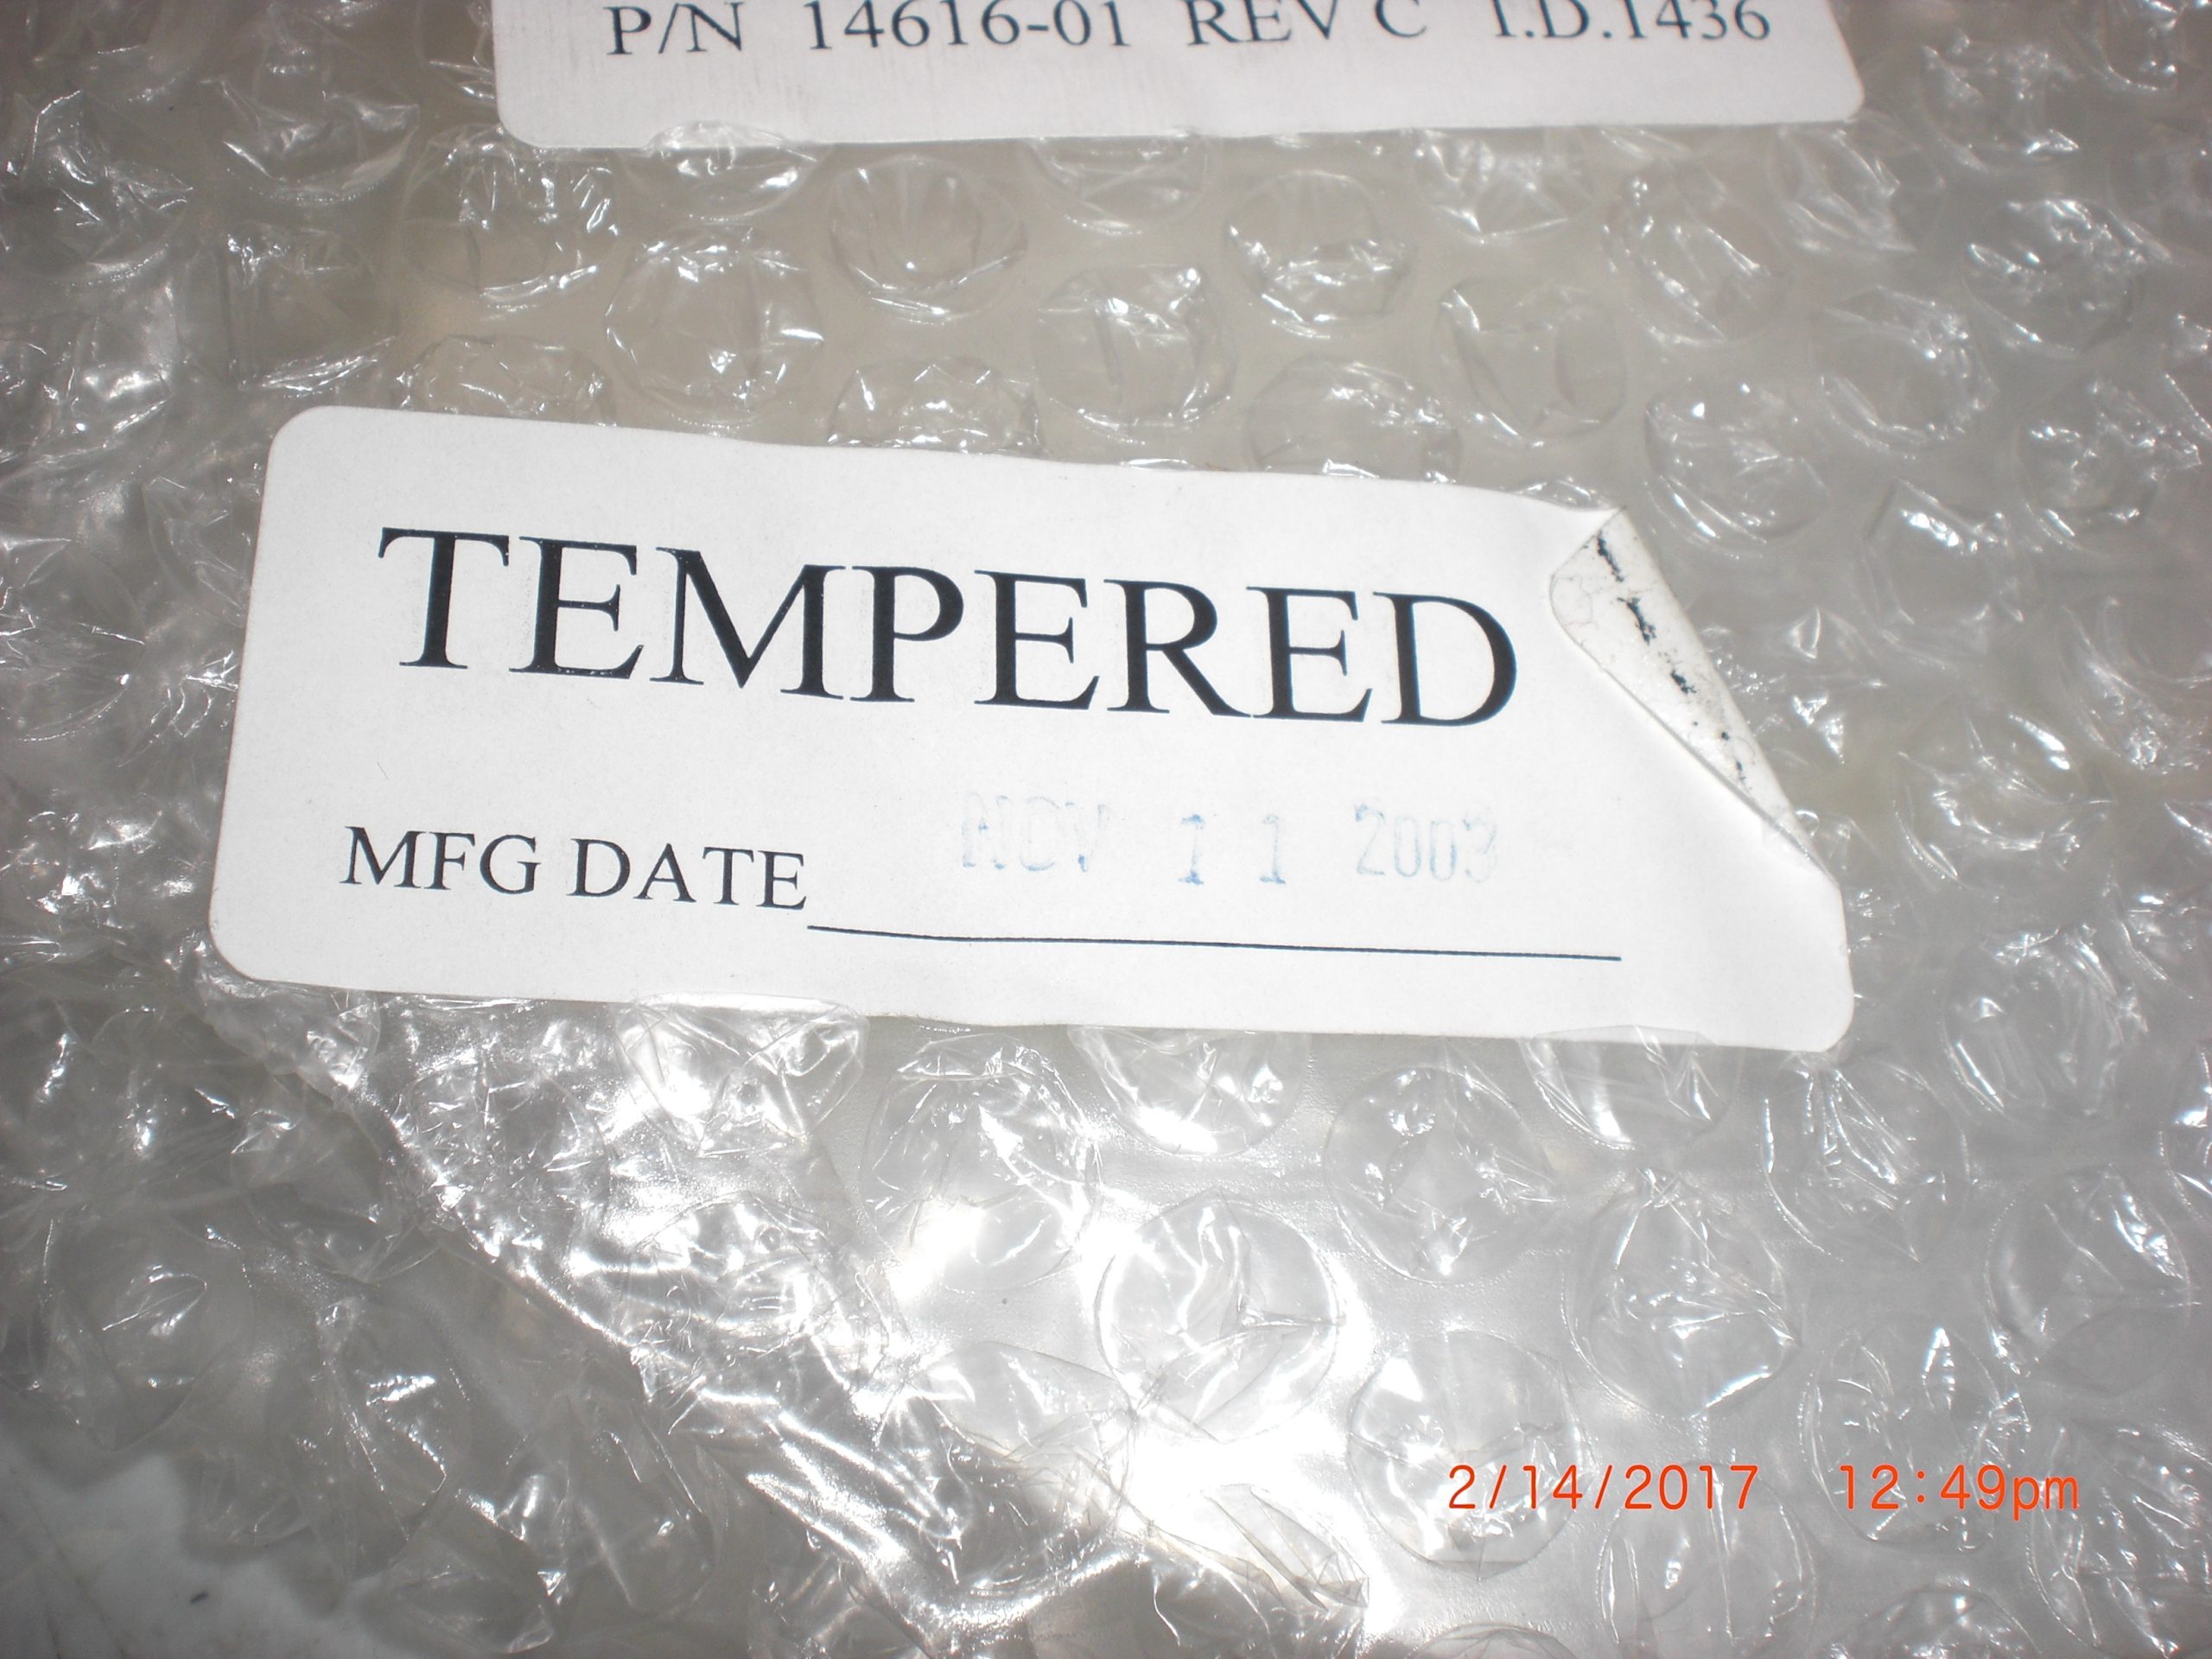 P/N 14616-01 REV C I.D.1436
TEMPERED
MFG DATE NOV 11 2003
2/14/2017 12:49pm